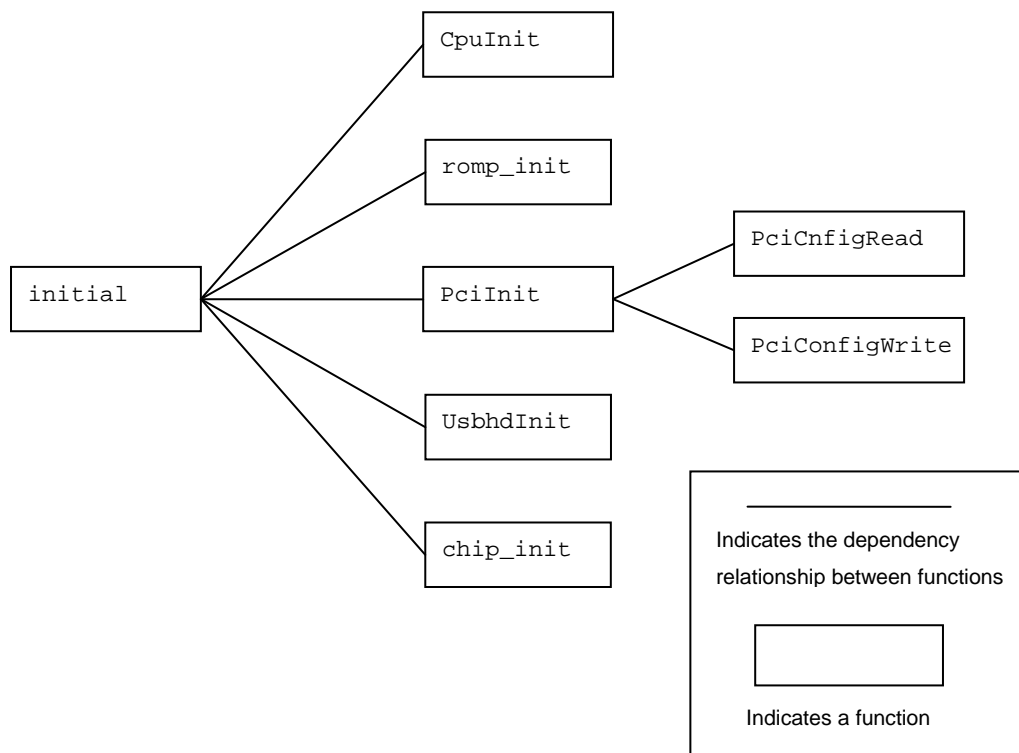 CpuInit
romp_init
PciCnfigRead
initial
PciInit
PciConfigWrite
UsbhdInit
chip_init
Indicates the dependency
relationship between functions
Indicates a function